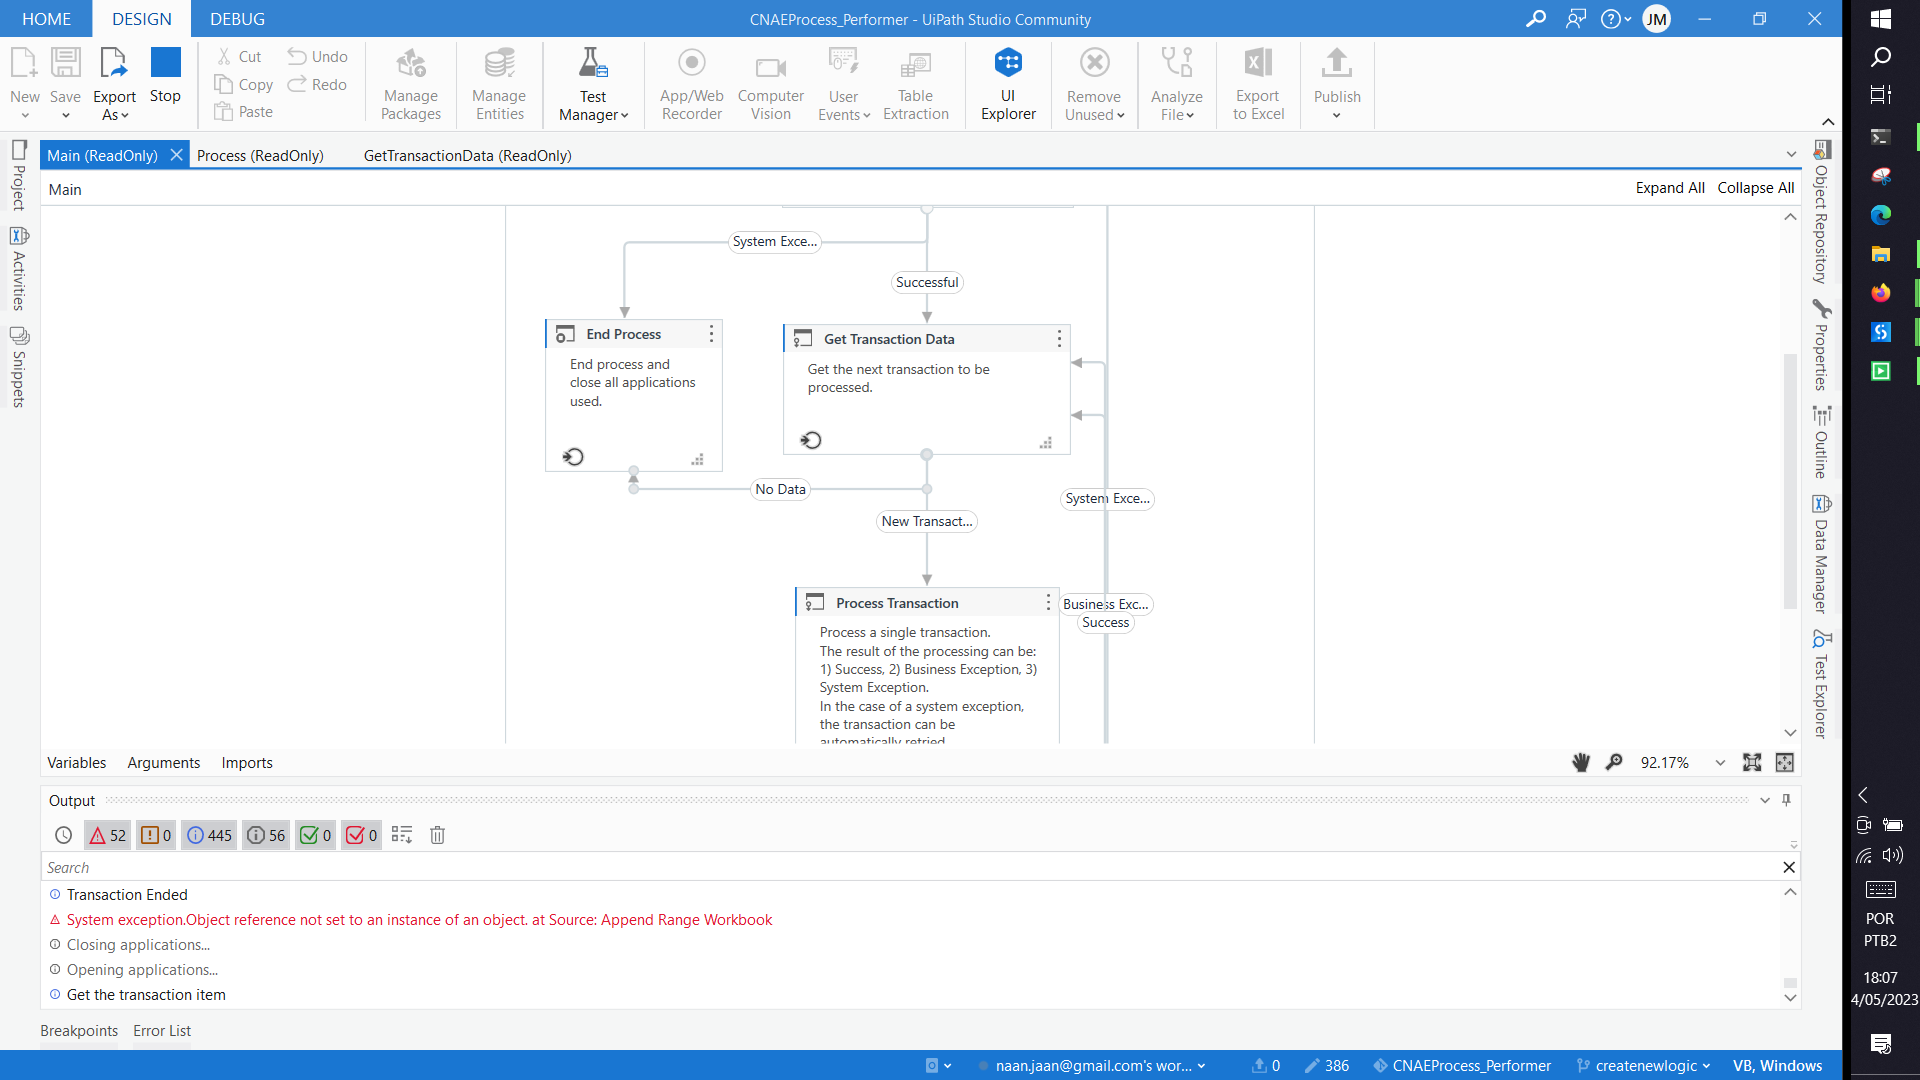 HOME
DESIGN
DEBUG
CNAEProcess_Performer - UiPath Studio Community
JM
New
Save
Export As
Stop
Cut
Copy
Paste
Undo
Redo
Manage Packages
Manage Entities
Test Manager
App/Web Recorder
Computer Vision
User Events
Table Extraction
UI Explorer
Remove Unused
Analyze File
Export to Excel
Publish
Main (ReadOnly)
Process (ReadOnly)
GetTransactionData (ReadOnly)
Main
Expand All
Collapse All
Project
Activities
Snippets
Object Repository
Properties
Outline
Data Manager
Test Explorer
System Exce...
Successful
End Process
End process and
close all applications
used.
Get Transaction Data
Get the next transaction to be
processed.
No Data
New Transact...
System Exce...
Process Transaction
Process a single transaction.
The result of the processing can be:
1) Success, 2) Business Exception, 3)
System Exception.
In the case of a system exception,
the transaction can be
automatically retried.
Business Exc...
Success
Variables
Arguments
Imports
92.17%
Output
52
0
445
56
0
0
Search
Transaction Ended
System exception.Object reference not set to an instance of an object. at Source: Append Range Workbook
Closing applications...
Opening applications...
Get the transaction item
Breakpoints
Error List
naan.jaan@gmail.com's wor...
0
386
CNAEProcess_Performer
createnewlogic
VB, Windows
POR
PTB2
18:07
4/05/2023